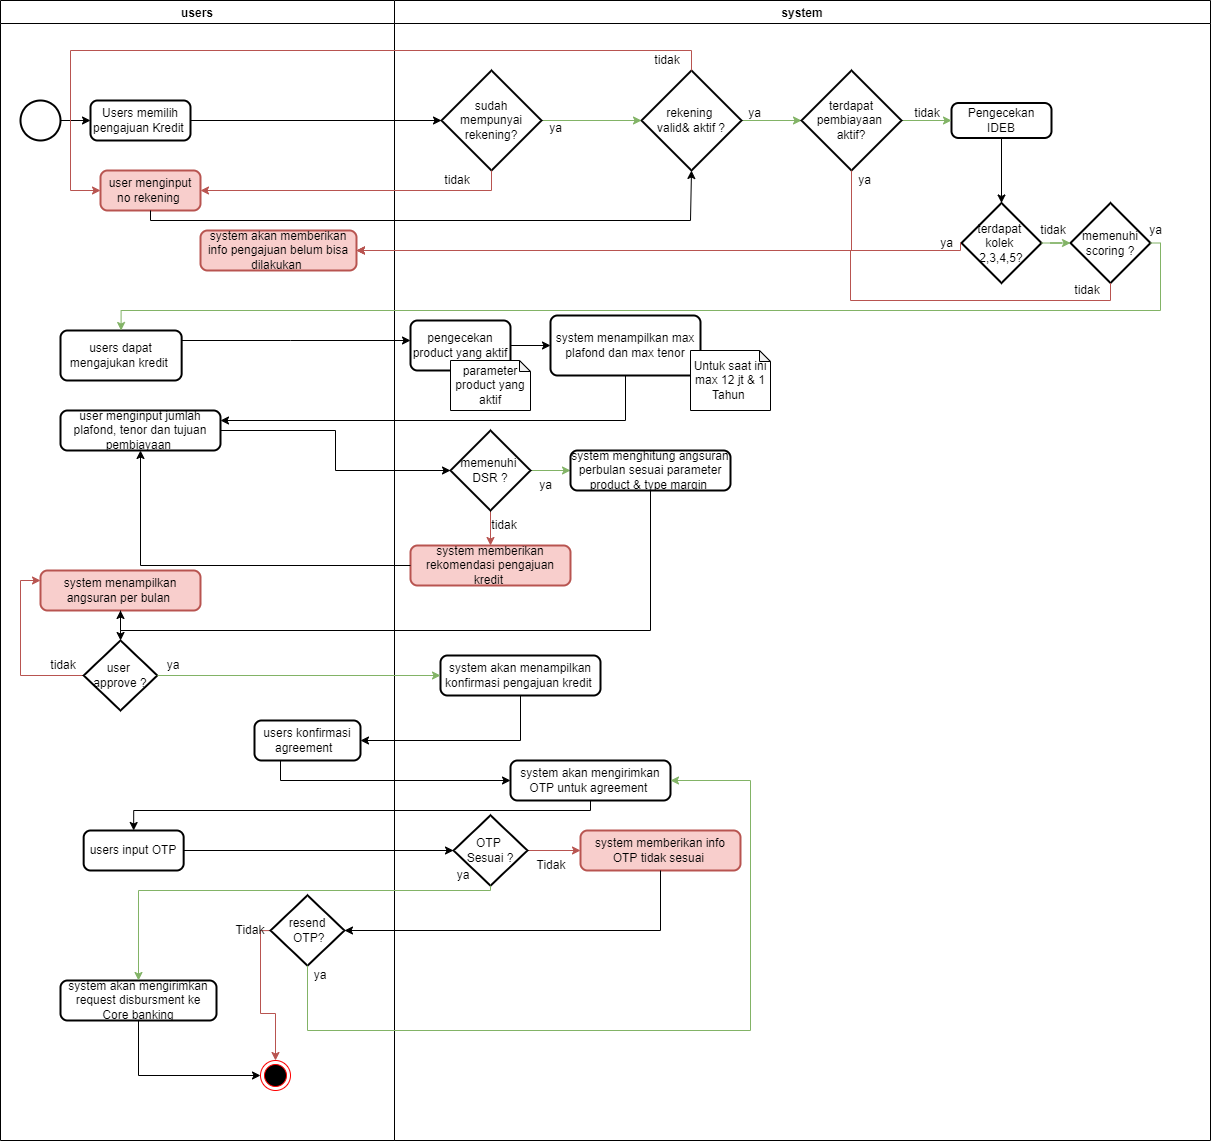 users
system
tidak
Users memilih
pengajuan Kredit
sudah
mempunyai
rekening?
ya
rekening
valid& aktif ?
ya
terdapat
pembiayaan
aktif?
tidak
Pengecekan
IDEB
tidak
ya
user menginput
no rekening
system akan memberikan
info pengajuan belum bisa
dilakukan
ya
terdapat
kolek
2,3,4,5?
tidak
memenuhi
scoring ?
ya
tidak
users dapat
mengajukan kredit
pengecekan
product yang aktif
parameter
product yang
aktif
system menampilkan max
plafond dan max tenor
Untuk saat ini
max 12 jt & 1
Tahun
user menginput jumlah
plafond, tenor dan tujuan
pembiayaan
memenuhi
DSR ?
ya
system menghitung angsuran
perbulan sesuai parameter
product & type margin
tidak
system memberikan
rekomendasi pengajuan
kredit
system menampilkan
angsuran per bulan
tidak
user
approve ?
ya
system akan menampilkan
konfirmasi pengajuan kredit
users konfirmasi
agreement
system akan mengirimkan
OTP untuk agreement
users input OTP
OTP
Sesuai ?
ya
Tidak
system memberikan info
OTP tidak sesuai
Tidak
resend
OTP?
ya
system akan mengirimkan
request disbursment ke
Core banking